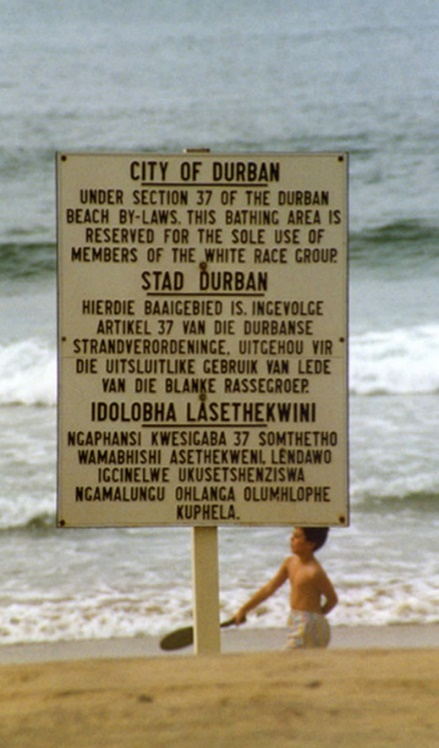 CITY OF DURBAN
UNDER SECTION 37 OF THE DURBAN
BEACH BY-LAWS. THIS BATHING AREA IS
RESERVED FOR THE SOLE USE OF
MEMBERS OF THE WHITE RACE GROUP.
STAD DURBAN
HIERDIE BAAIGEBIED IS, INGEVOLGE
ARTIKEL 37 VAN DIE DURBANSE
STRANDVERORDENINGE, UITGEHOU VIR
DIE UITSLUITLIKE GEBRUIK VAN LEDE
VAN DIE BLANKE RASSEGROEP.
IDOLOBHA LASETHEKWINI
NGAPHANSI KWESIGABA 37 SOMTHETHO
WAMABHISHI ASETHEKWENI, LENDAWO
IGCINELWE UKUSETSHENZISWA
NGAMALUNGU OHLANGA OLUMHLOPHE
KUPHELA.